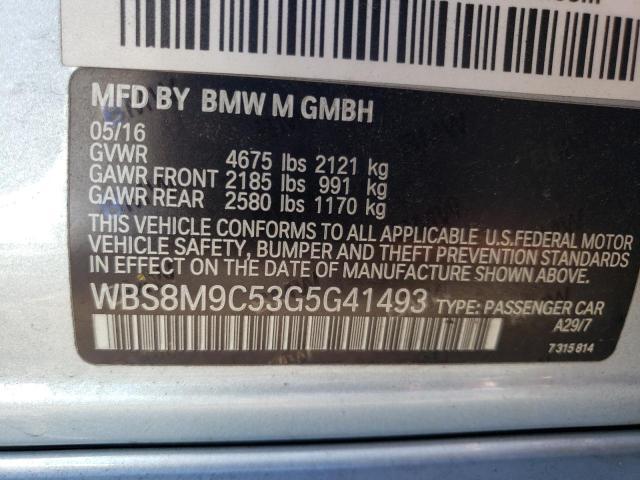 MFD BY BMW M GMBH
05/16
GVWR 4675 lbs 2121 kg
GAWR FRONT 2185 lbs 991 kg
GAWR REAR 2580 lbs 1170 kg
THIS VEHICLE CONFORMS TO ALL APPLICABLE U.S.FEDERAL MOTOR
VEHICLE SAFETY, BUMPER AND THEFT PREVENTION STANDARDS
IN EFFECT ON THE DATE OF MANUFACTURE SHOWN ABOVE.
WBS8M9C53G5G41493 TYPE: PASSENGER CAR
A29/7
7315814